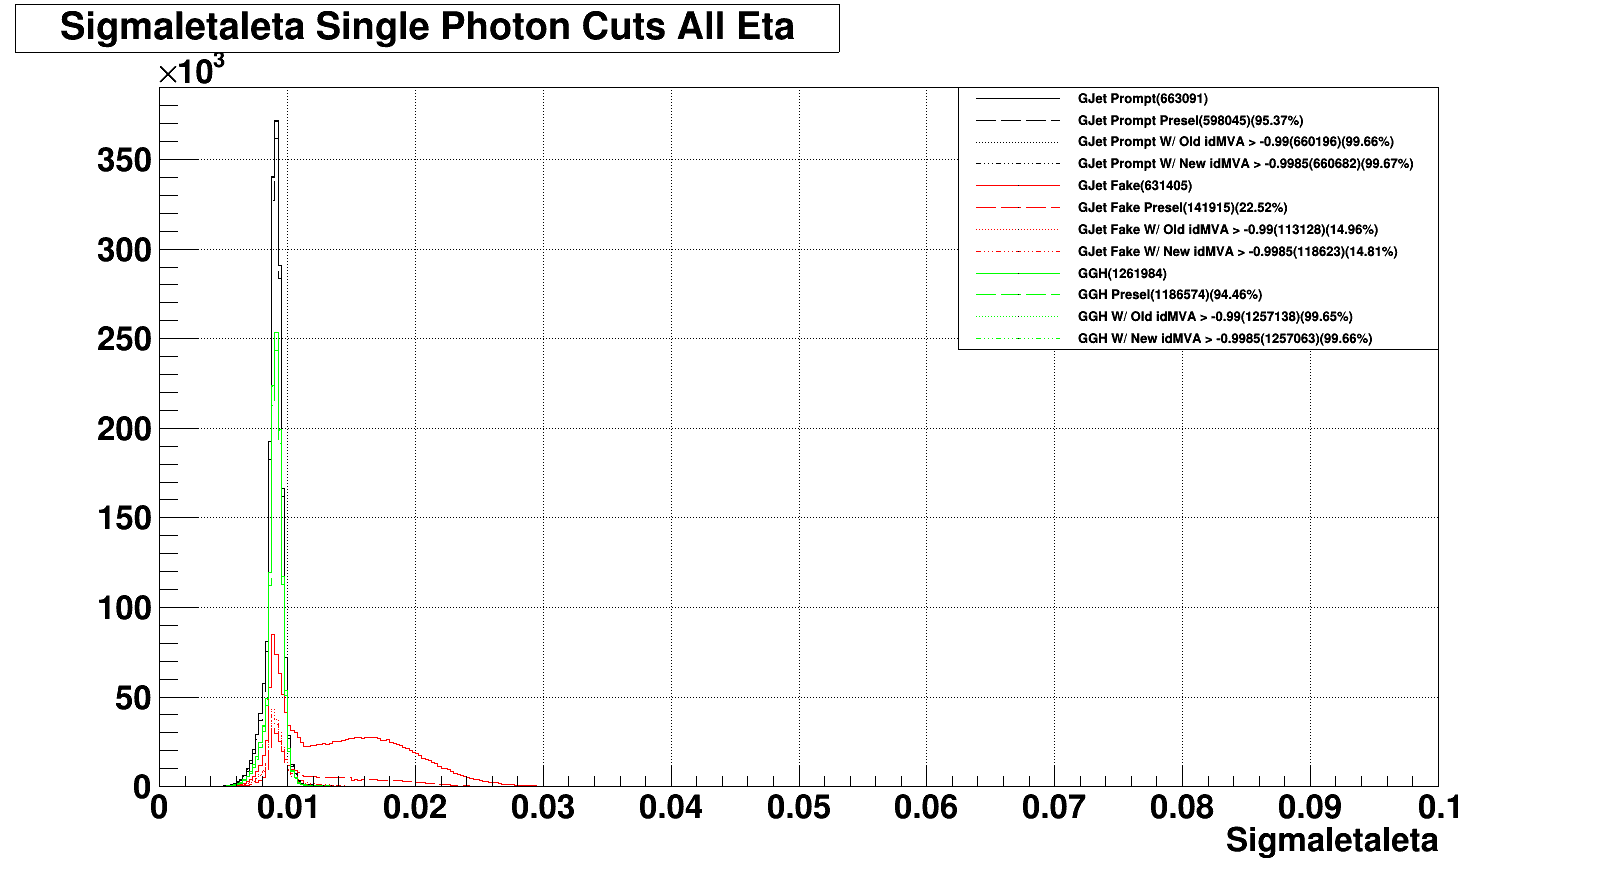 Sigmaletaleta Single Photon Cuts All Eta
×10³
350
300
250
200
150
100
50
0
GJet Prompt(663091)
GJet Prompt Presel(598045)(95.37%)
GJet Prompt W/ Old idMVA > -0.99(660196)(99.66%)
GJet Prompt W/ New idMVA > -0.9985(660682)(99.67%)
GJet Fake(631405)
GJet Fake Presel(141915)(22.52%)
GJet Fake W/ Old idMVA > -0.99(113128)(14.96%)
GJet Fake W/ New idMVA > -0.9985(118623)(14.81%)
GGH(1261984)
GGH Presel(1186574)(94.46%)
GGH W/ Old idMVA > -0.99(1257138)(99.65%)
GGH W/ New idMVA > -0.9985(1257063)(99.66%)
0 0.01 0.02 0.03 0.04 0.05 0.06 0.07 0.08 0.09 0.1
Sigmaletaleta